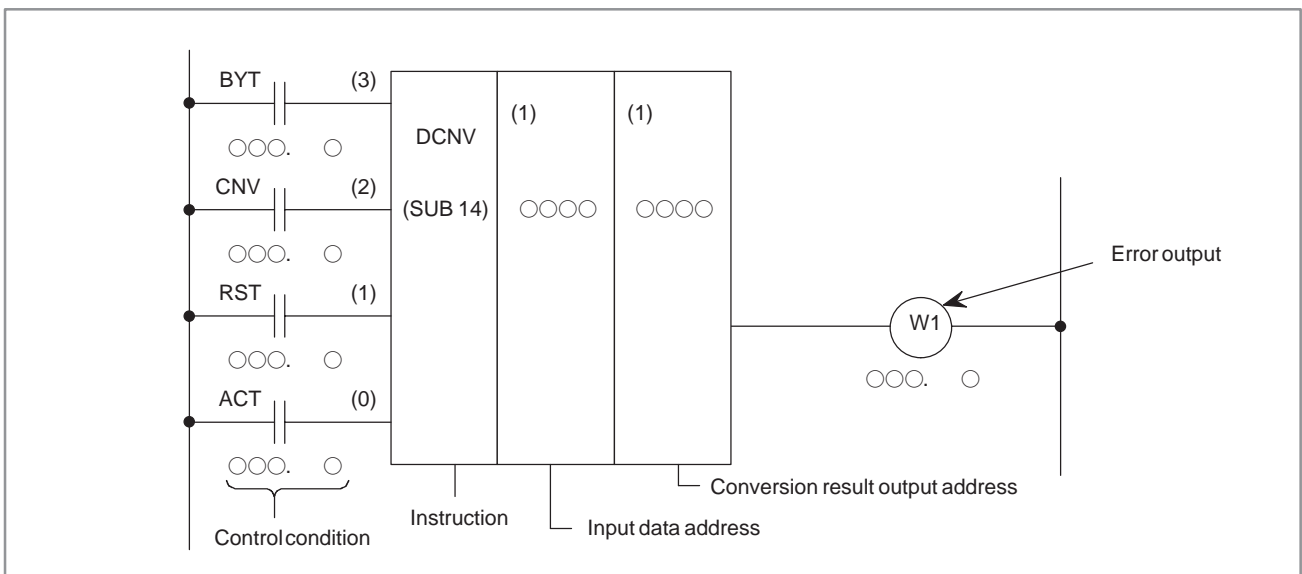 BYT (3)
○○○. ○
CNV (2)
○○○. ○
RST (1)
○○○. ○
ACT (0)
○○○. ○
Control condition
DCNV
(SUB 14)
Instruction
(1)
○○○○
Input data address
(1)
○○○○
Conversion result output address
W1
○○○. ○
Error output